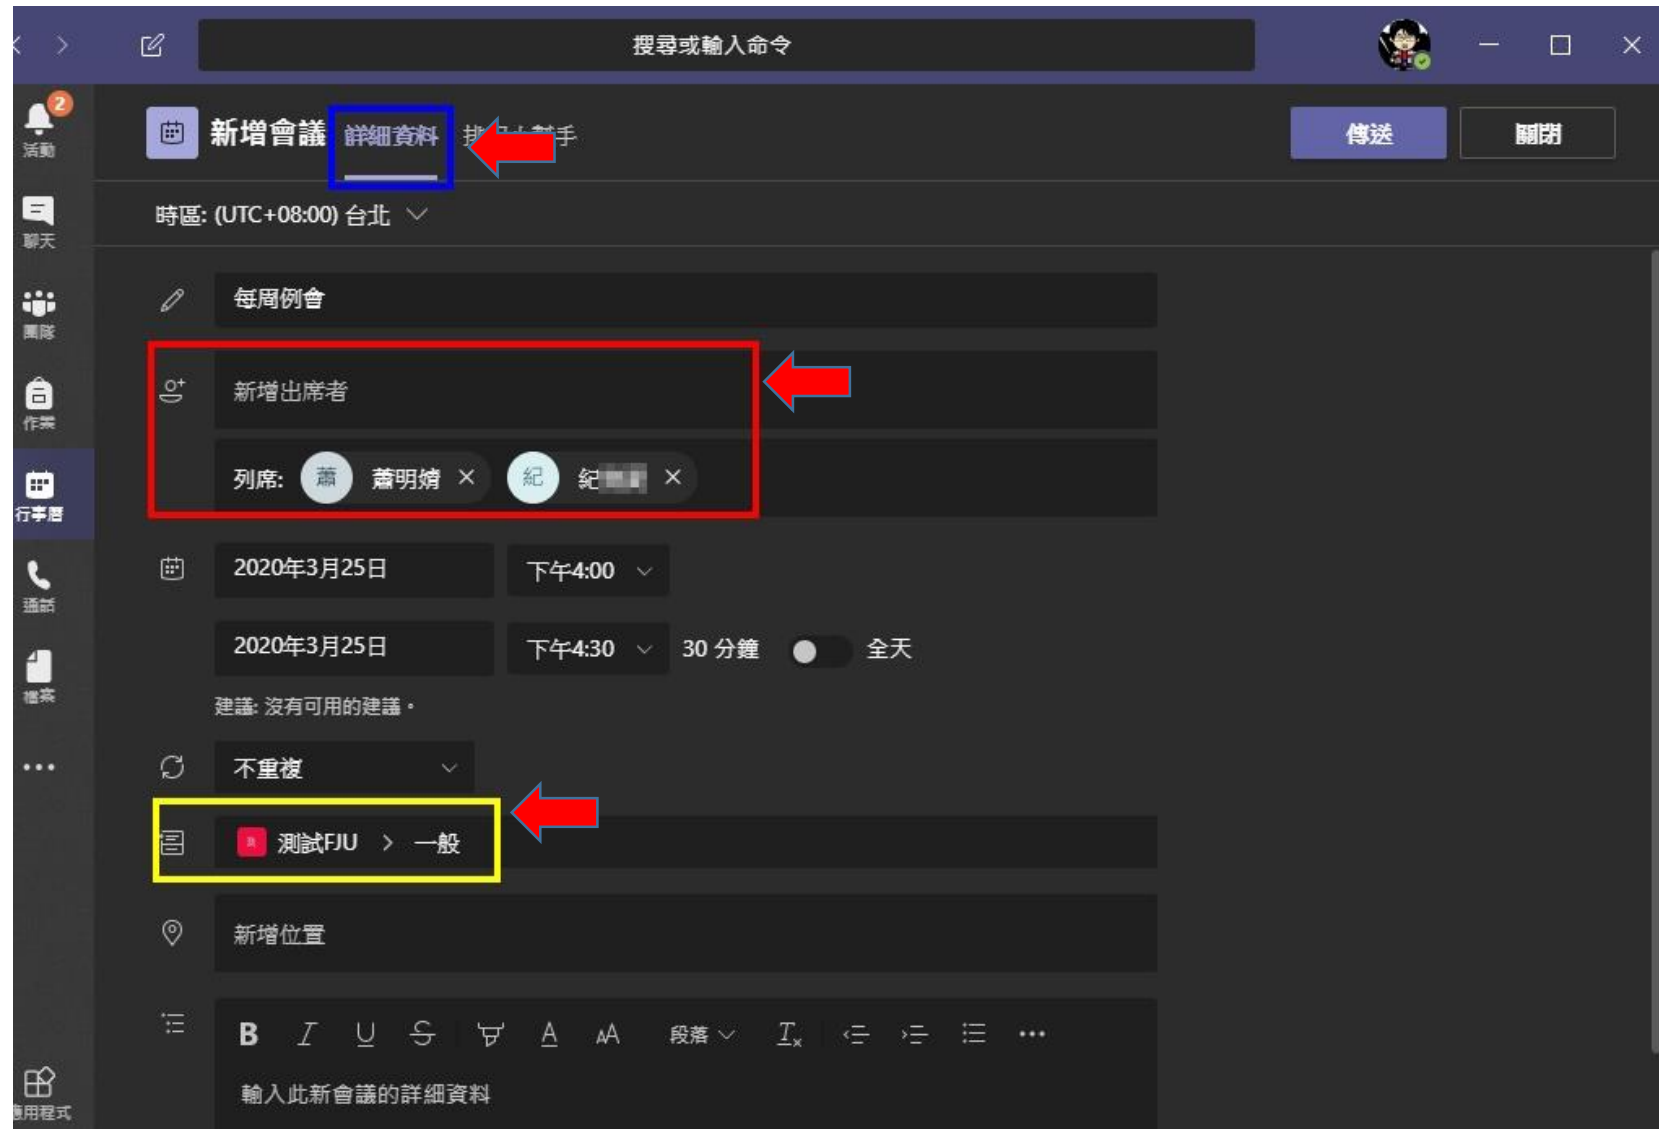 搜尋或輸入命令
2
活動
聊天
團隊
作業
行事曆
通話
檔案
應用程式
新增會議 詳細資料
傳送 關閉
時區: (UTC+08:00) 台北
每周例會
新增出席者
列席: 蕭 蕭明媜 紀 紀
2020年3月25日 下午4:00
2020年3月25日 下午4:30 30 分鐘 全天
建議: 沒有可用的建議。
不重複
測試FJU > 一般
新增位置
B I U S A AA 段落
輸入此新會議的詳細資料